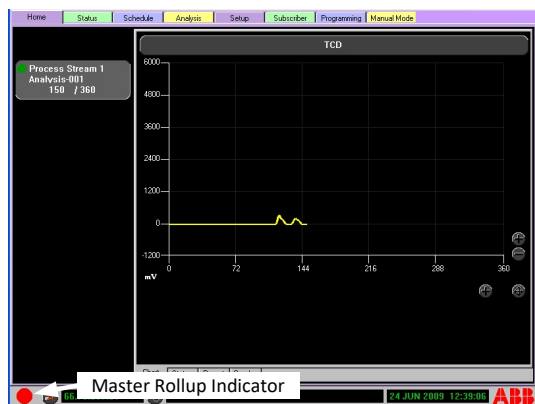 Home Status Schedule Analysis Setup Subscriber Programming Manual Mode
TCD
Process Stream 1
Analysis-001
150 / 360
6000
4800
3600
2400
1200
0
-1200
mV
0 72 144 216 288 360
Master Rollup Indicator
66.
24 JUN 2009 12:39:06
ABB